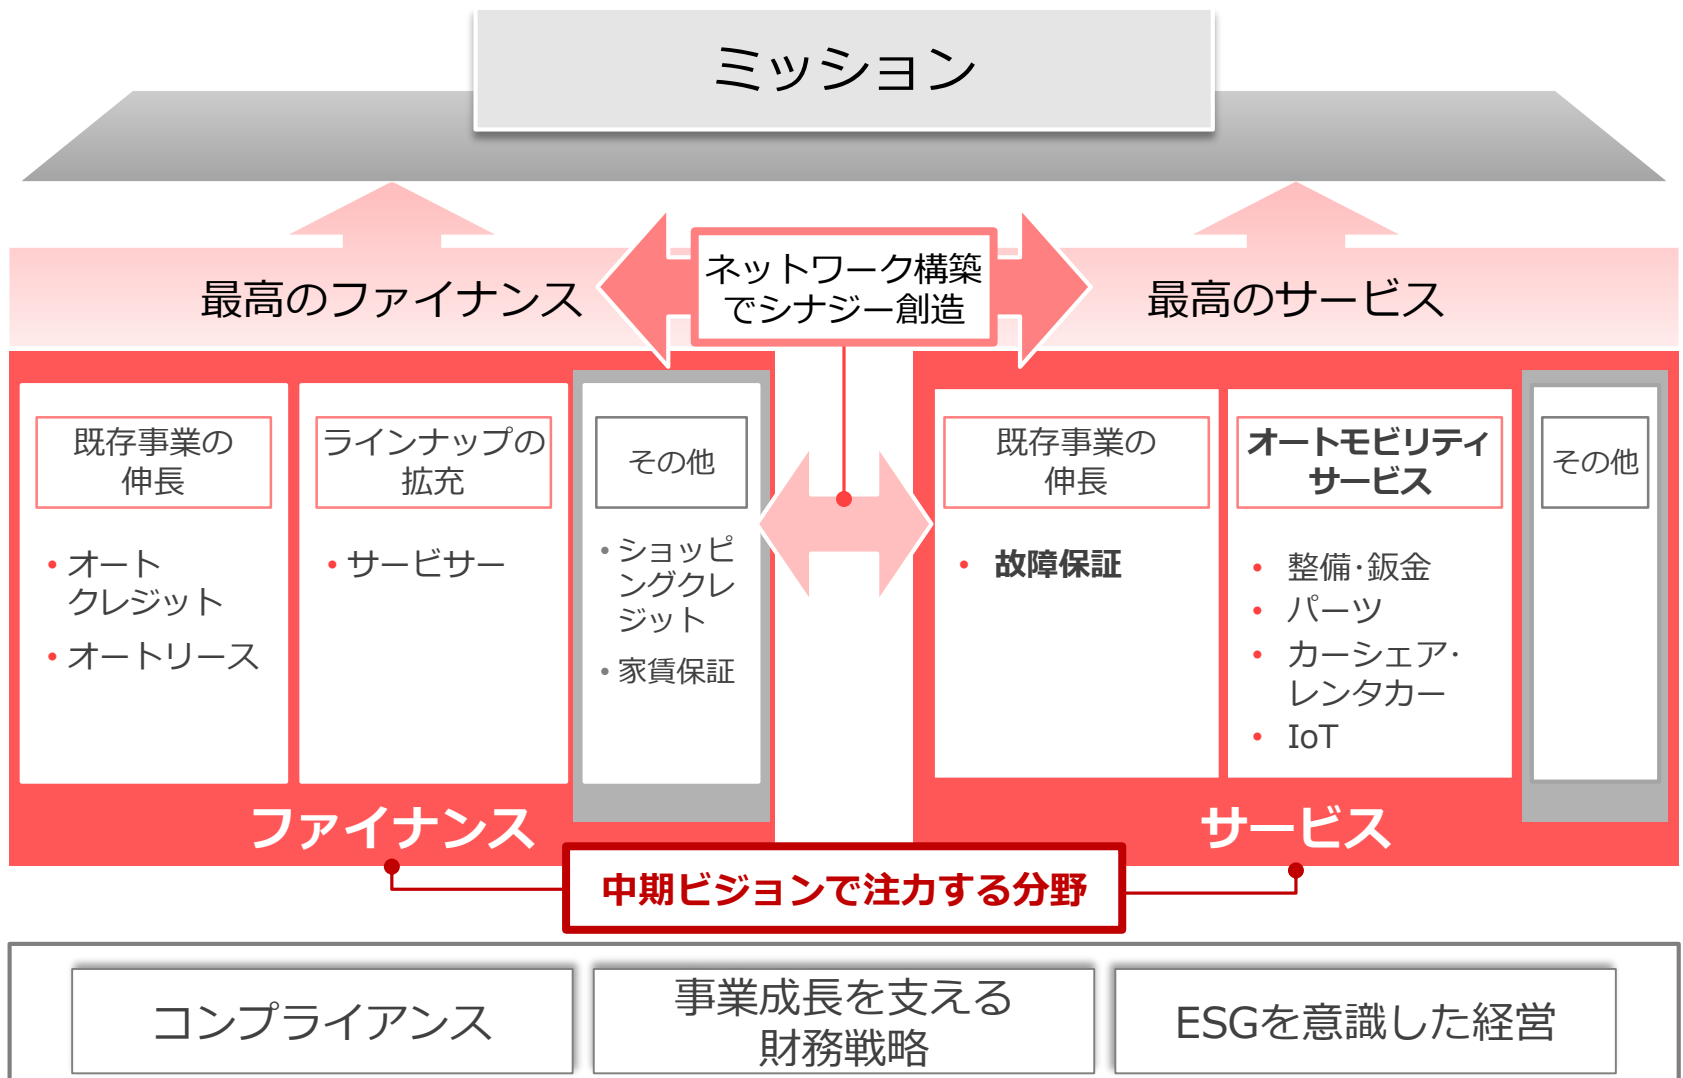 ミッション
最高のファイナンス
ネットワーク構築
でシナジー創造
最高のサービス
既存事業の
伸長
・オート
クレジット
・オートリース
ラインナップの
拡充
・サービサー
その他
・ショッピ
ングクレ
ジット
・家賃保証
ファイナンス
既存事業の
伸長
・故障保証
オートモビリティ
サービス
・整備･鈑金
・パーツ
・カーシェア･
レンタカー
・IoT
その他
サービス
中期ビジョンで注力する分野
コンプライアンス
事業成長を支える
財務戦略
ESGを意識した経営